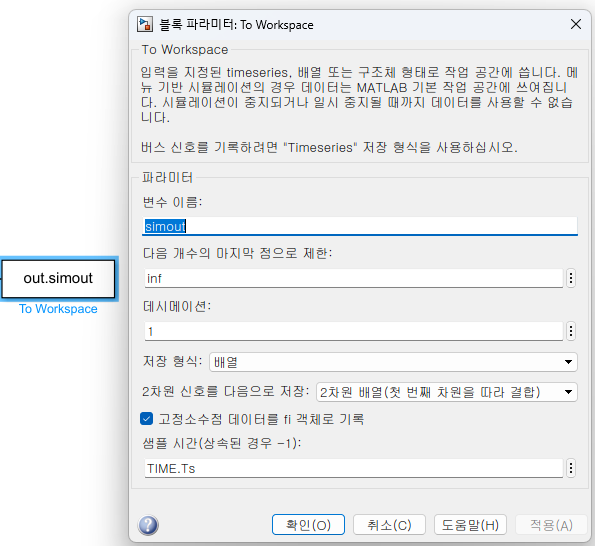 블록 파라미터: To Workspace
To Workspace
입력을 지정된 timeseries, 배열 또는 구조체 형태로 작업 공간에 씁니다. 메
뉴 기반 시뮬레이션의 경우 데이터는 MATLAB 기본 작업 공간에 쓰여집니
다. 시뮬레이션이 중지되거나 일시 중지될 때까지 데이터를 사용할 수 없습
니다.
버스 신호를 기록하려면 "Timeseries" 저장 형식을 사용하십시오.
파라미터
변수 이름:
simout
다음 개수의 마지막 점으로 제한:
inf
데시메이션:
1
저장 형식: 배열
2차원 신호를 다음으로 저장: 2차원 배열(첫 번째 차원을 따라 결합)
고정소수점 데이터를 fi 객체로 기록
샘플 시간(상속된 경우 -1):
TIME.Ts
확인(O) 취소(C) 도움말(H) 적용(A)
out.simout
To Workspace